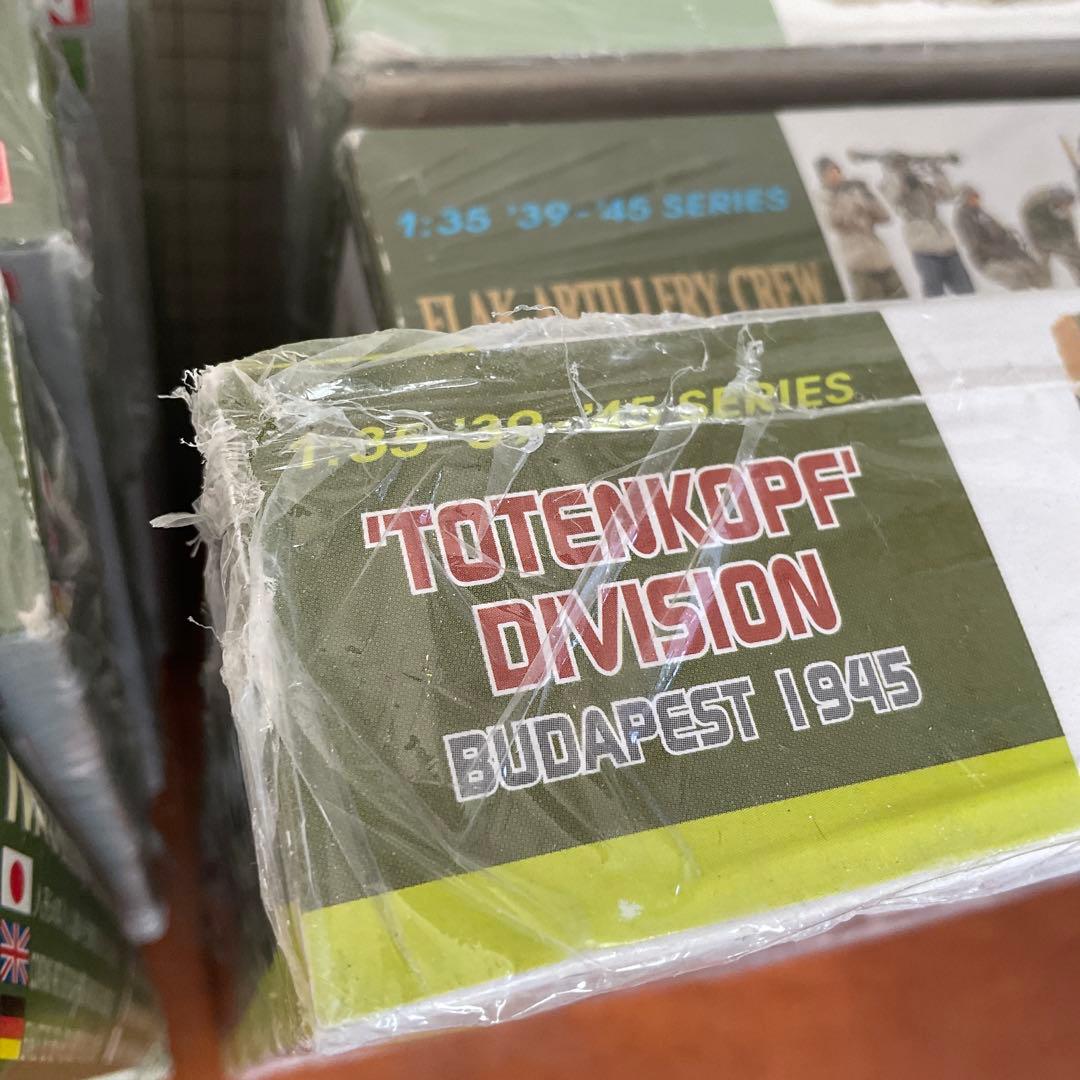 1:35 '39-'45 SERIES
FLAK ARTILLERY CREW
1:35 '39-'45 SERIES
'TOTENKOPF'
DIVISION
BUDAPEST 1945